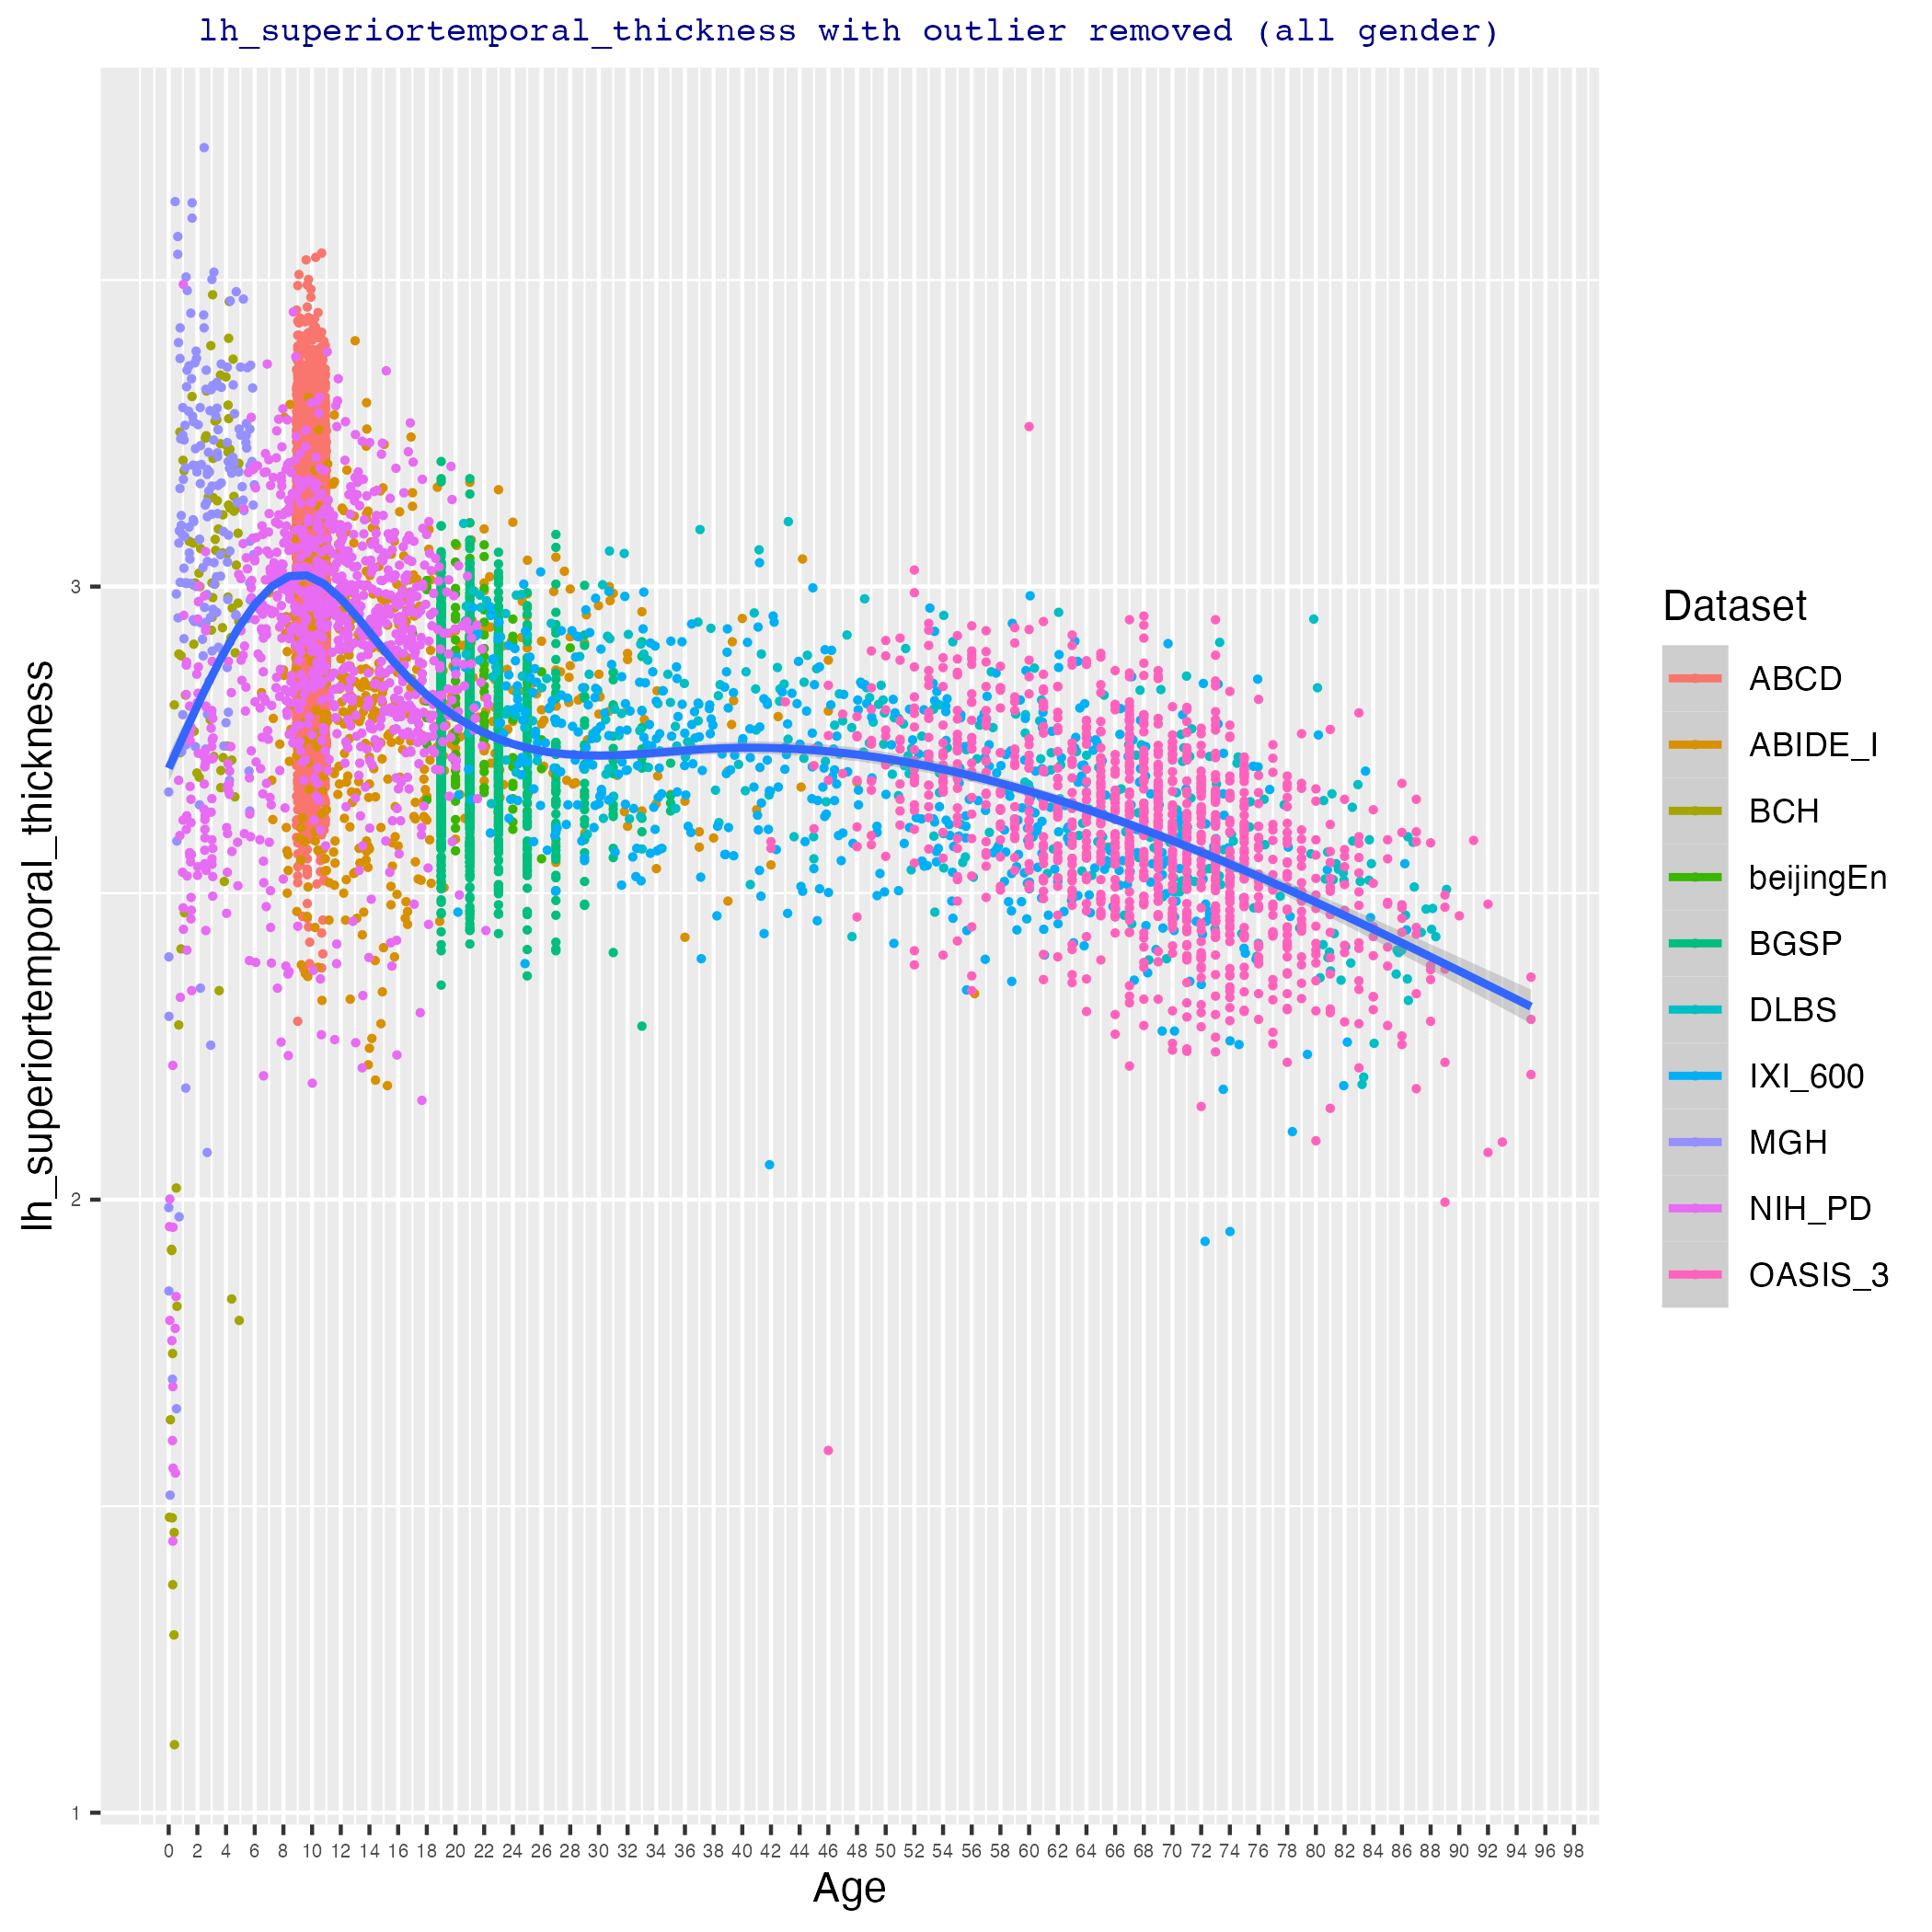 lh_superiortemporal_thickness with outlier removed (all gender)
lh_superiortemporal_thickness
3
2
1
0 2 4 6 8 10 12 14 16 18 20 22 24 26 28 30 32 34 36 38 40 42 44 46 48 50 52 54 56 58 60 62 64 66 68 70 72 74 76 78 80 82 84 86 88 90 92 94 96 98
Age
Dataset
ABCD
ABIDE_I
BCH
beijingEn
BGSP
DLBS
IXI_600
MGH
NIH_PD
OASIS_3